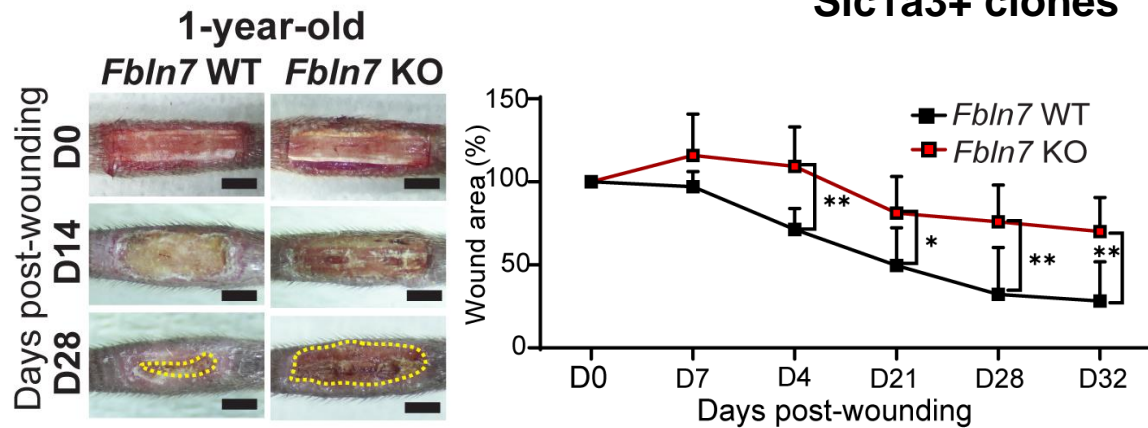 Slc1a3+ clones
1-year-old
Fbln7 WT
Fbln7 KO
Days post-wounding
D0
D14
D28
Wound area (%)
150
100
50
0
Fbln7 WT
Fbln7 KO
**
*
**
**
D0 D7 D4 D21 D28 D32
Days post-wounding